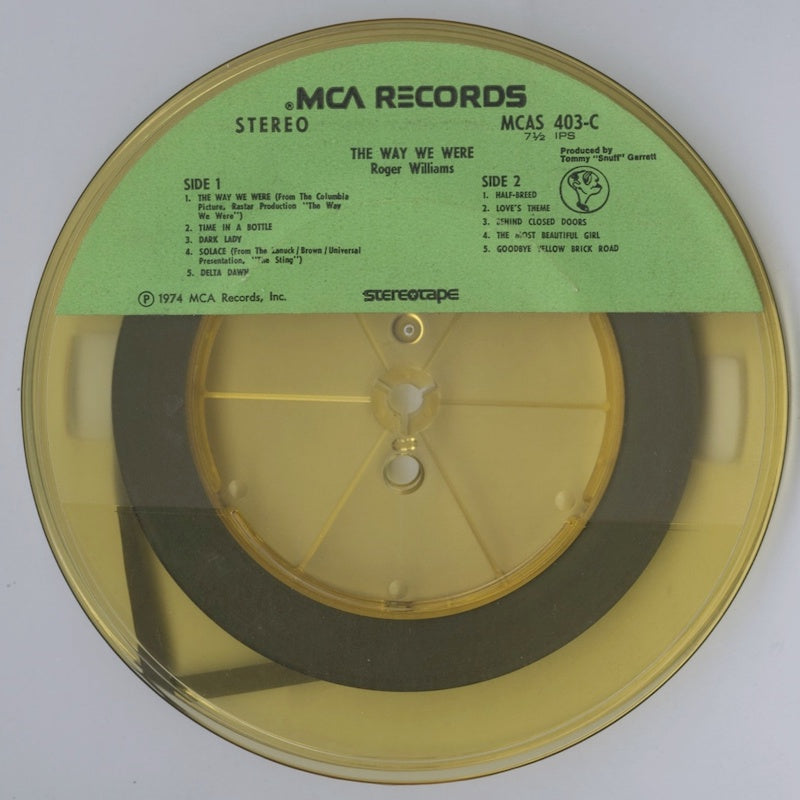 ® MCA RECORDS
STEREO MCAS 403-C
7½ IPS
THE WAY WE WERE
Roger Williams
Produced by
Tommy "Snuff" Garrett
SIDE 1
1. THE WAY WE WERE (From The Columbia
Picture, Rastar Production "The Way
We Were")
2. TIME IN A BOTTLE
3. DARK LADY
4. SOLACE (From The Zanuck/Brown/Universal
Presentation, "The Sting")
5. DELTA DAWN
SIDE 2
1. HALF-BREED
2. LOVE'S THEME
3. BEHIND CLOSED DOORS
4. THE MOST BEAUTIFUL GIRL
5. GOODBYE YELLOW BRICK ROAD
Ⓟ 1974 MCA Records, Inc. stereotape